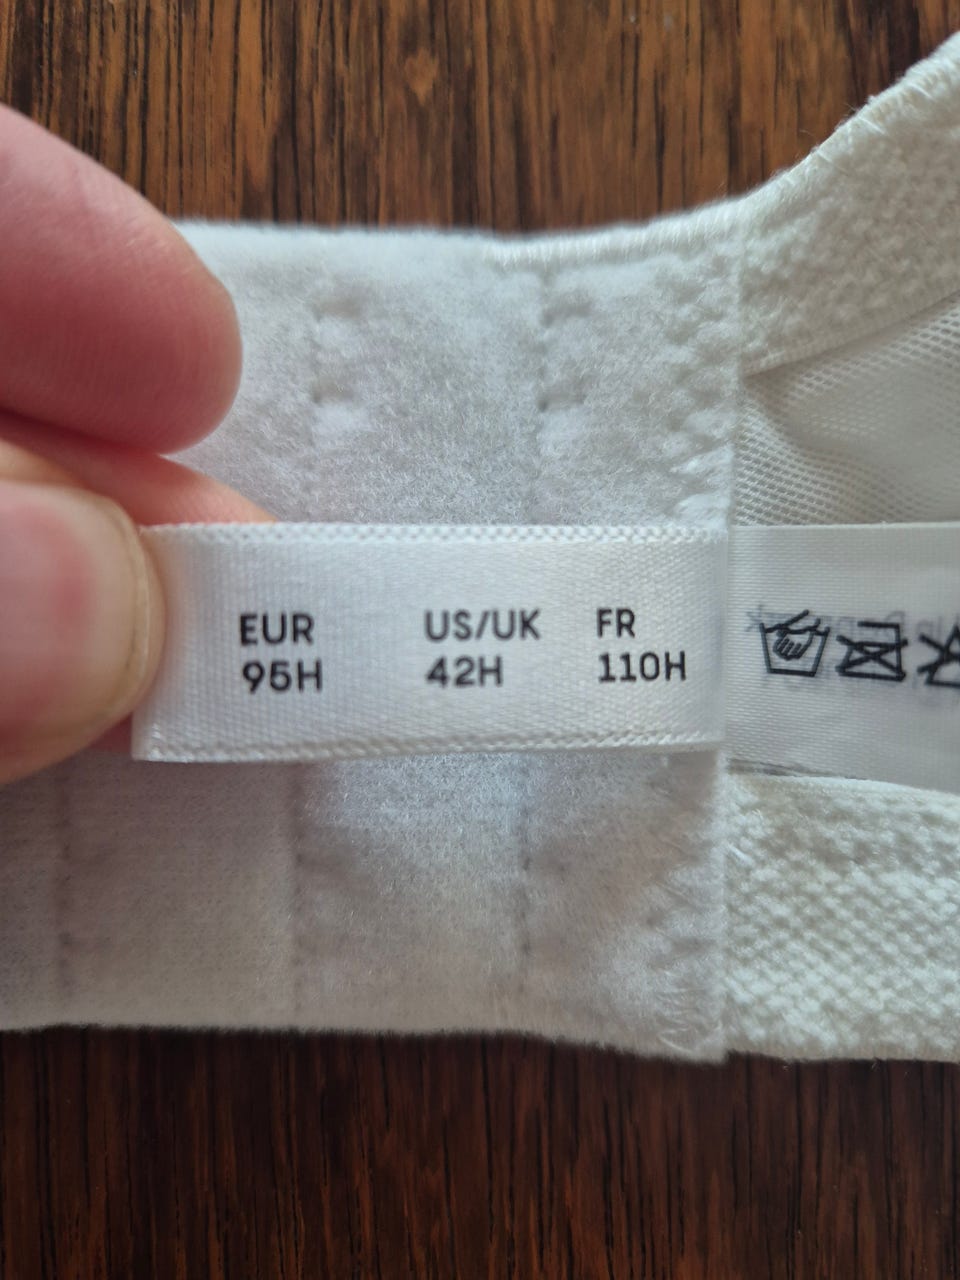 EUR US/UK FR
95H 42H 110H